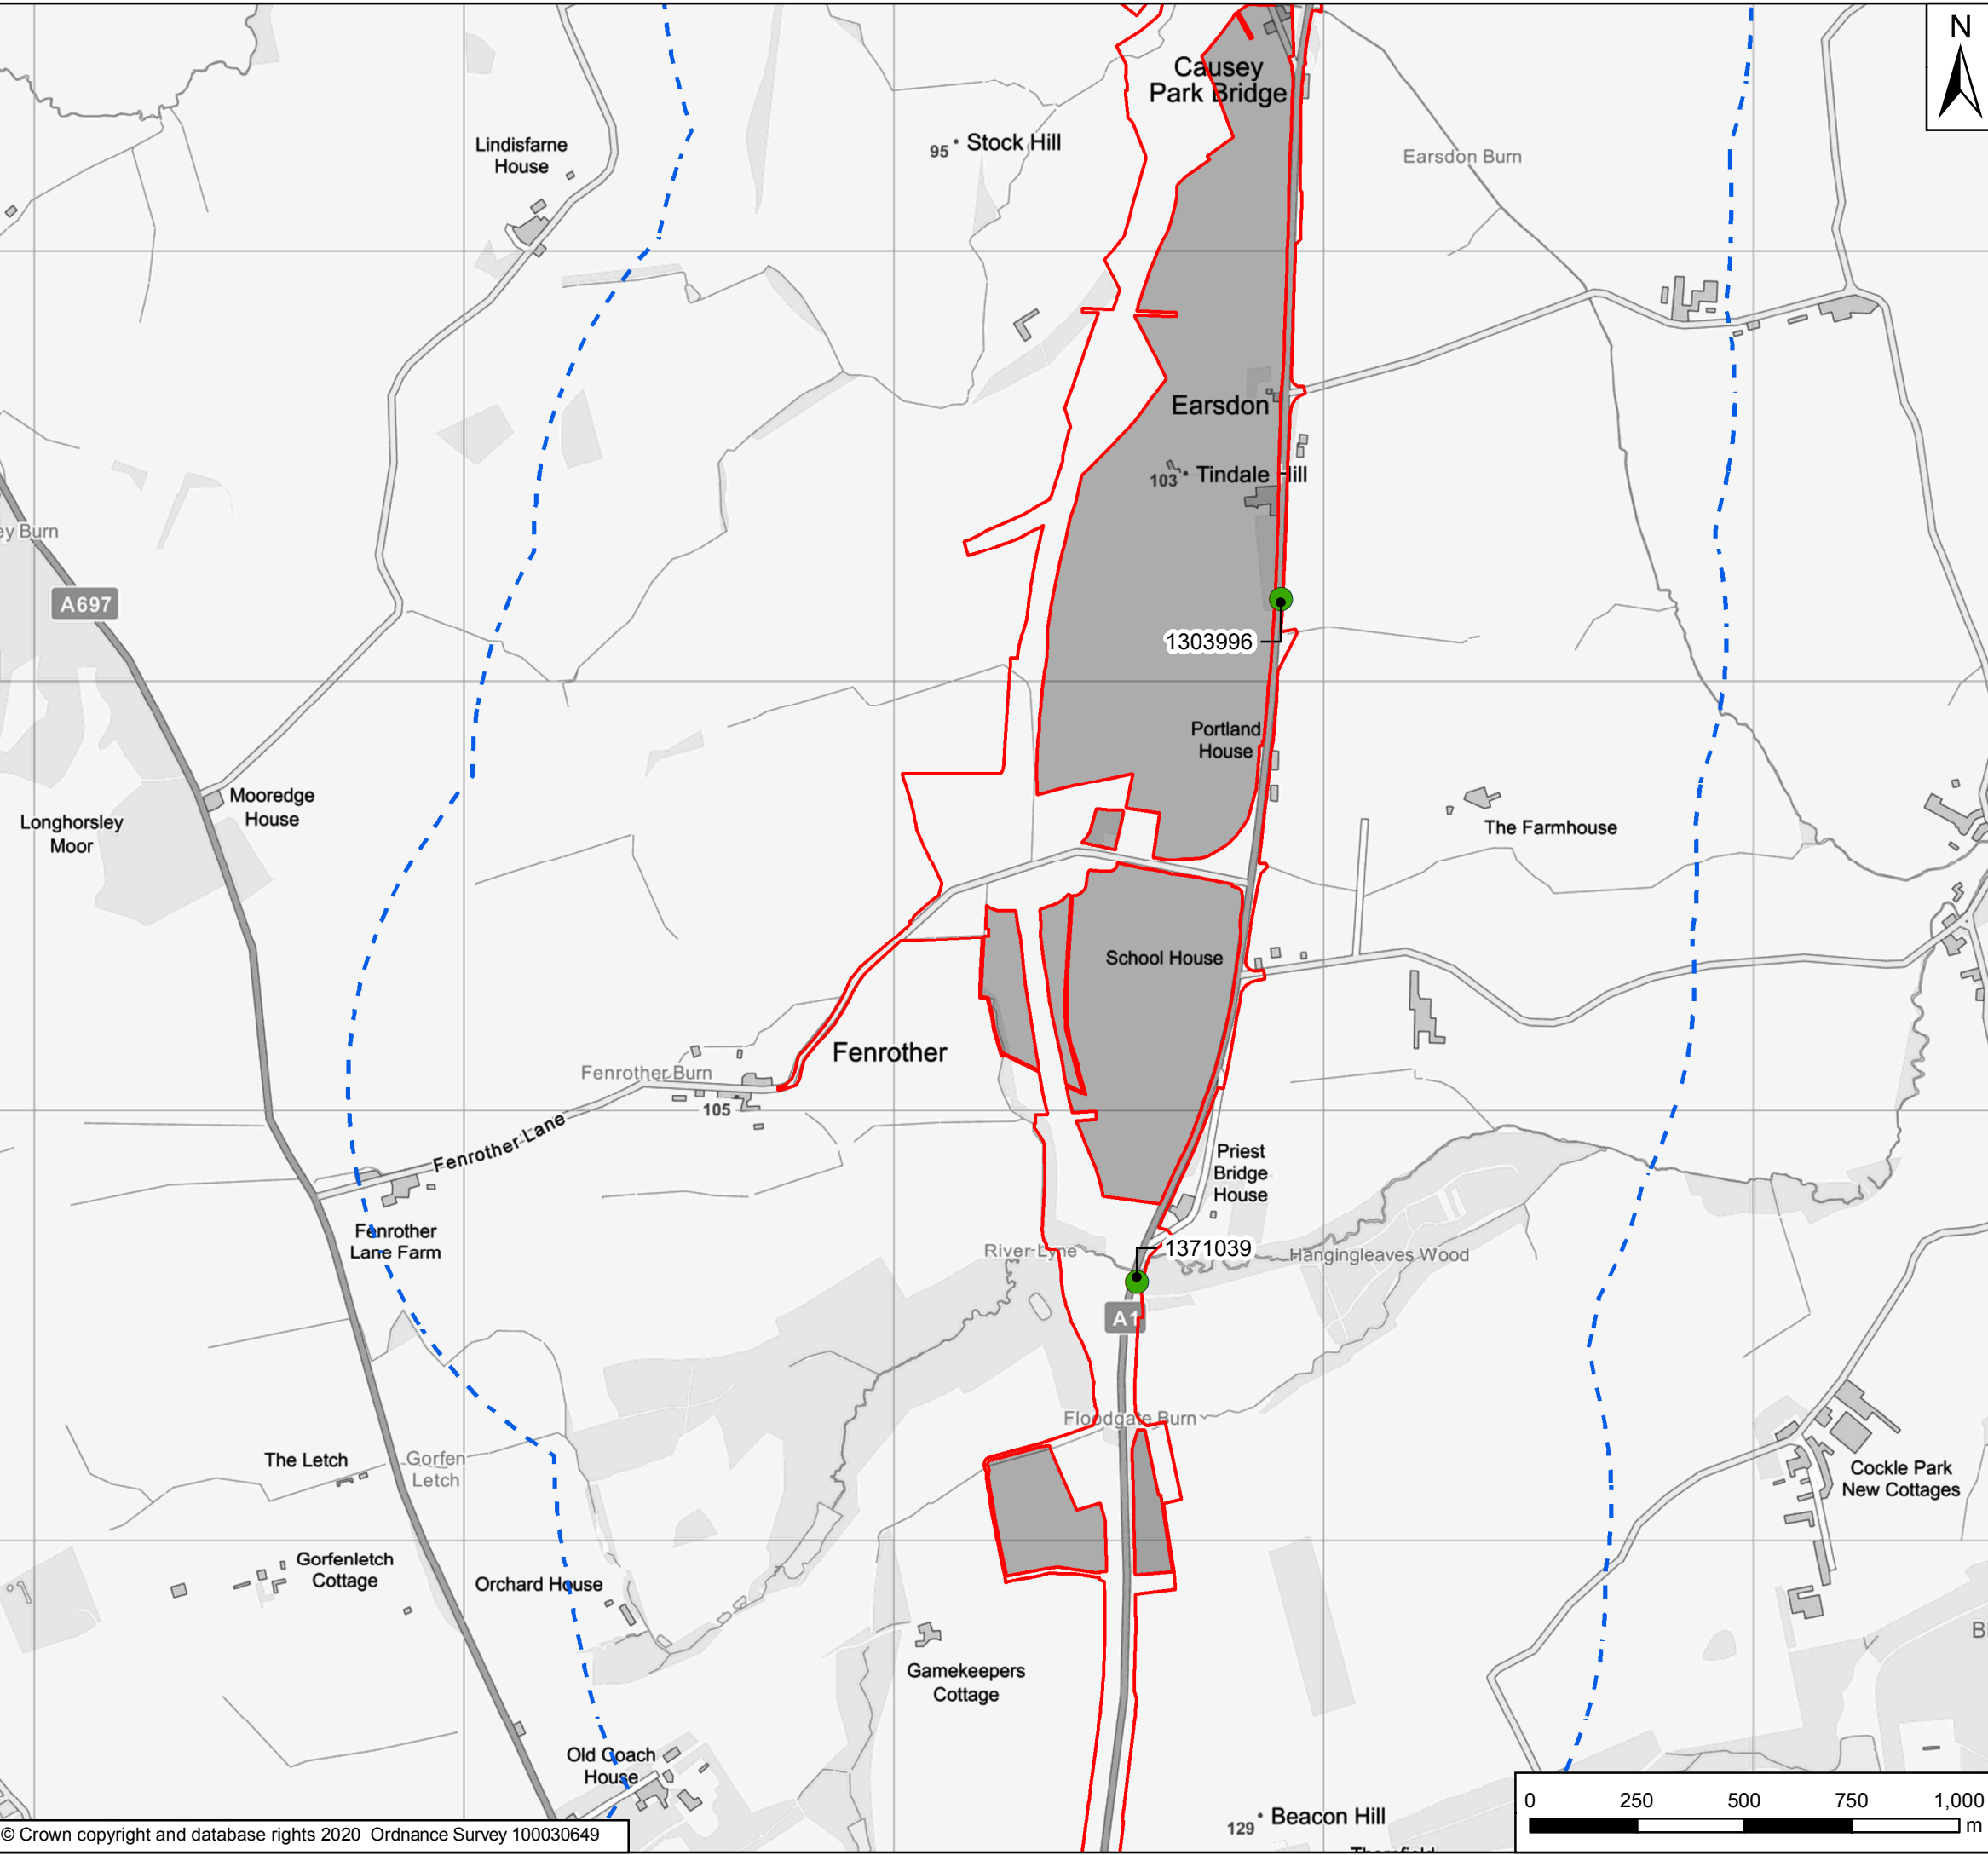 N
Causey
Park Bridge
Lindisfarne
House
95 Stock Hill
Earsdon Burn
Earsdon
103 Tindale Hill
ey Burn
A697
1303996
Portland
House
Mooredge
House
Longhorsley
Moor
The Farmhouse
School House
Fenrother
Fenrother Burn
105
Fenrother Lane
Priest
Bridge
House
Fenrother
Lane Farm
River Lyne
1371039
Hangingleaves Wood
A1
Floodgate Burn
The Letch
Gorfen
Letch
Cockle Park
New Cottages
Gorfenletch
Cottage
Orchard House
B
Gamekeepers
Cottage
Old Coach
House
129 Beacon Hill
0 250 500 750 1,000
m
© Crown copyright and database rights 2020 Ordnance Survey 100030649